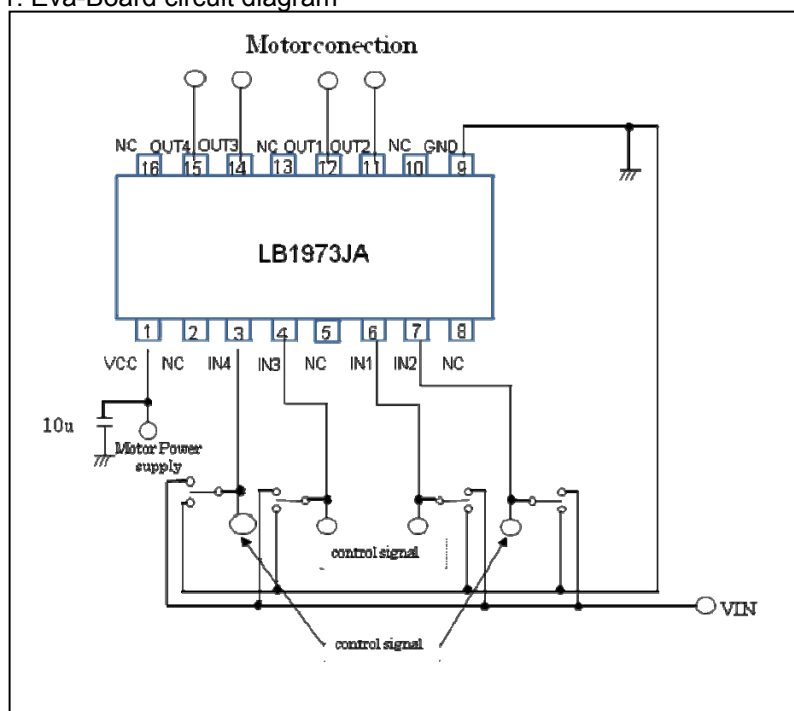 1. Eva-Board circuit diagram
Motor conection
NC OUT4 OUT3 NC OUT1 OUT2 NC GND
16 15 14 13 12 11 10 9
LB1973JA
1 2 3 4 5 6 7 8
VCC NC IN4 IN3 NC IN1 IN2 NC
10u
Motor Power
supply
control signal
VIN
control signal